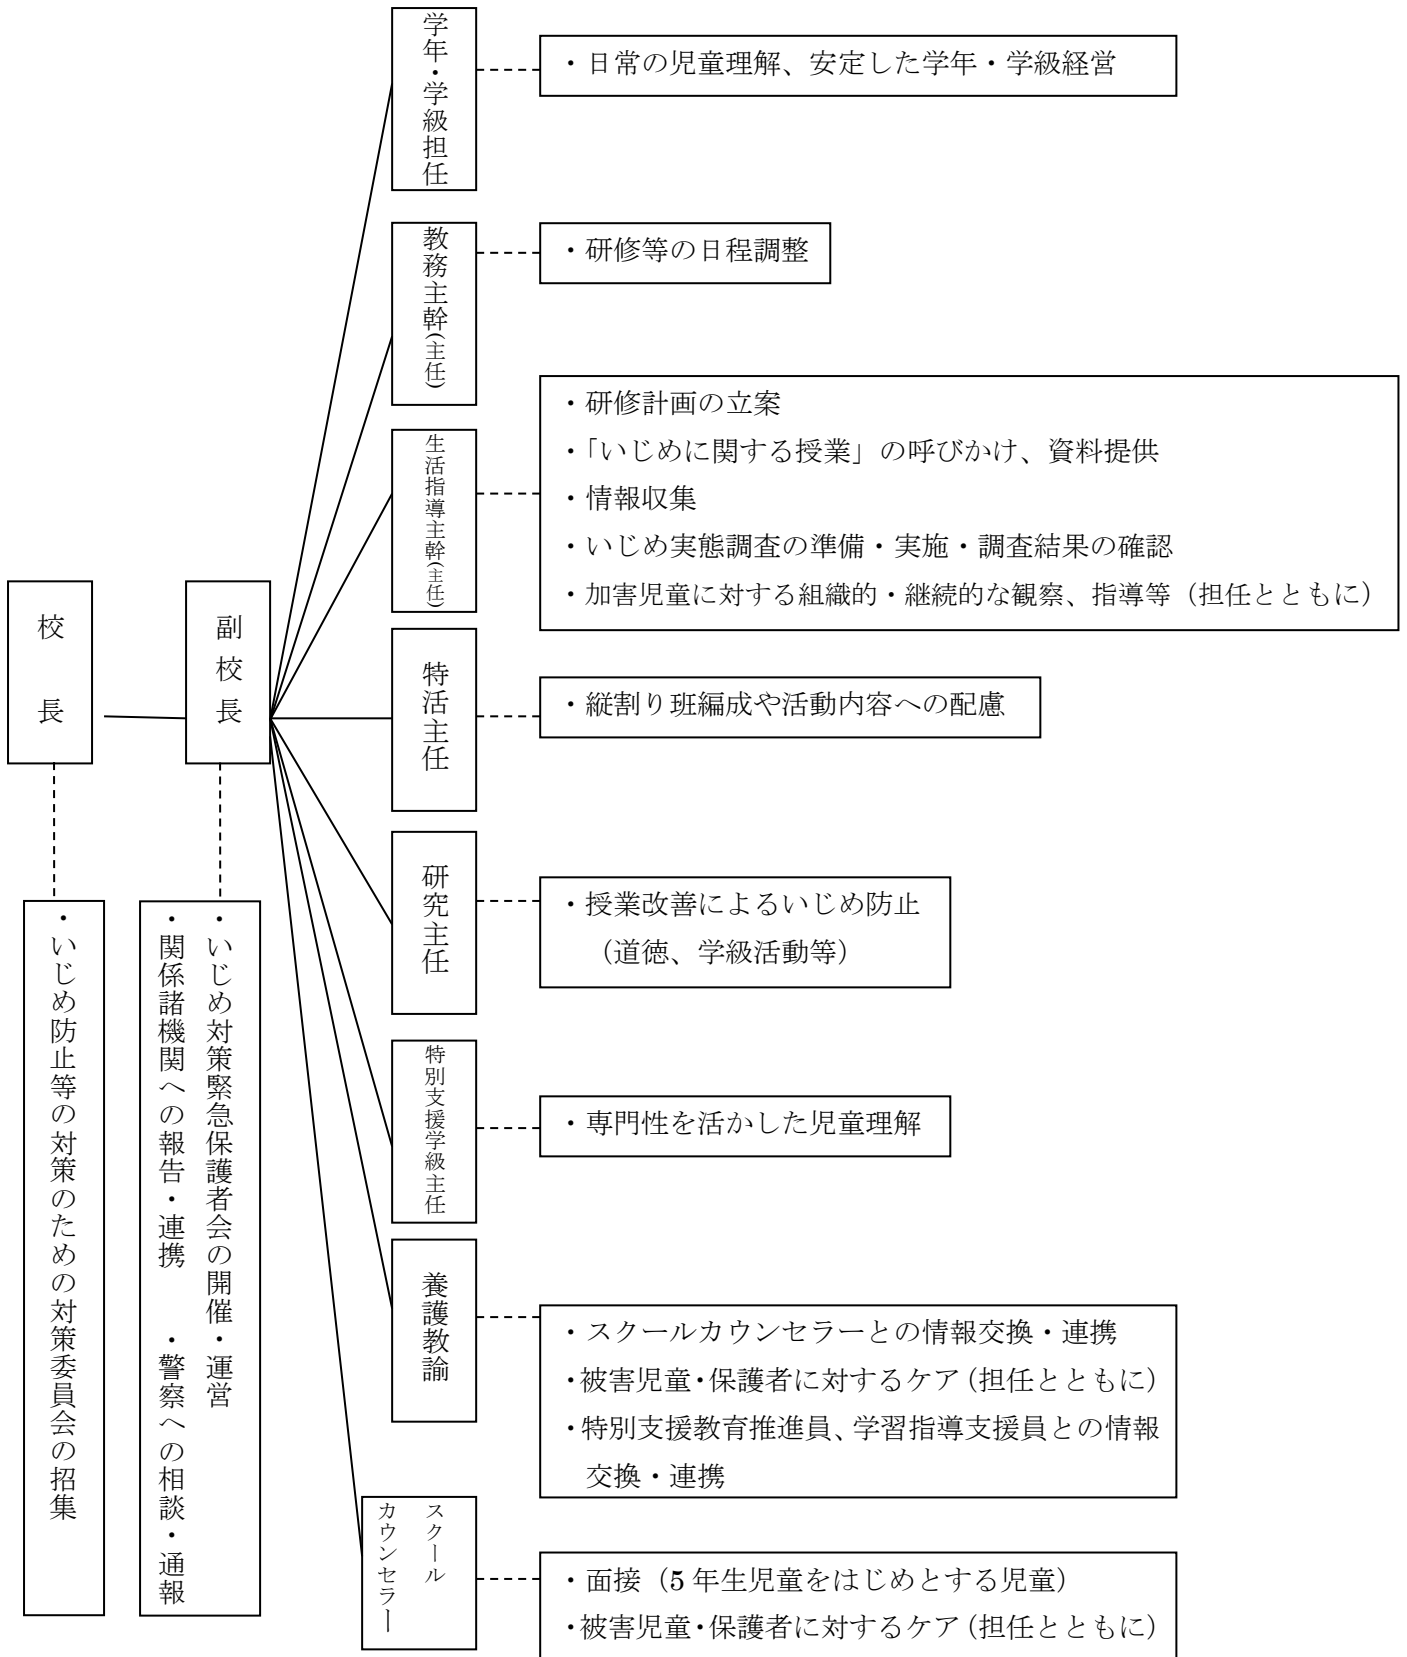 学年・学級担任
・日常の児童理解、安定した学年・学級経営
教務主幹(主任)
・研修等の日程調整
生活指導主幹(主任)
・研修計画の立案
・「いじめに関する授業」の呼びかけ、資料提供
・情報収集
・いじめ実態調査の準備・実施・調査結果の確認
・加害児童に対する組織的・継続的な観察、指導等（担任とともに）
校 長
副校長
特活主任
・縦割り班編成や活動内容への配慮
研究主任
・授業改善によるいじめ防止
（道徳、学級活動等）
・いじめ防止等の対策のための対策委員会の招集
・いじめ対策緊急保護者会の開催・運営
・関係諸機関への報告・連携 ・警察への相談・通報
特別支援学級主任
・専門性を活かした児童理解
養護教諭
・スクールカウンセラーとの情報交換・連携
・被害児童・保護者に対するケア（担任とともに）
・特別支援教育推進員、学習指導支援員との情報
交換・連携
スクール
カウンセラー
・面接（5 年生児童をはじめとする児童）
・被害児童・保護者に対するケア（担任とともに）